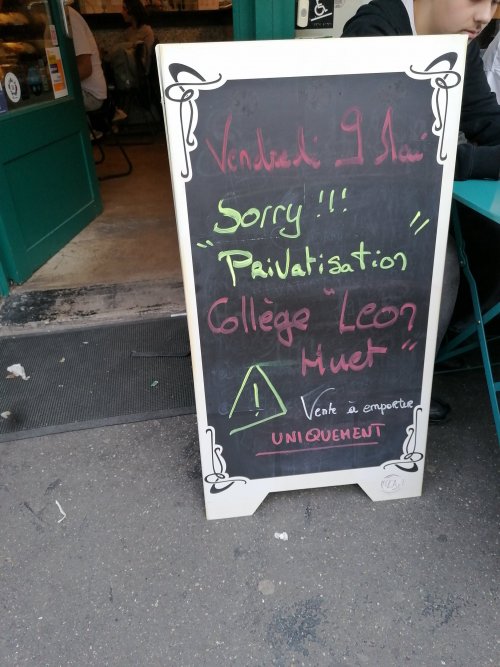 Vendredi 9 Mai
Sorry !!!
"Privatisation"
Collège "Leon
Huet"
! Vente à emporter
UNIQUEMENT